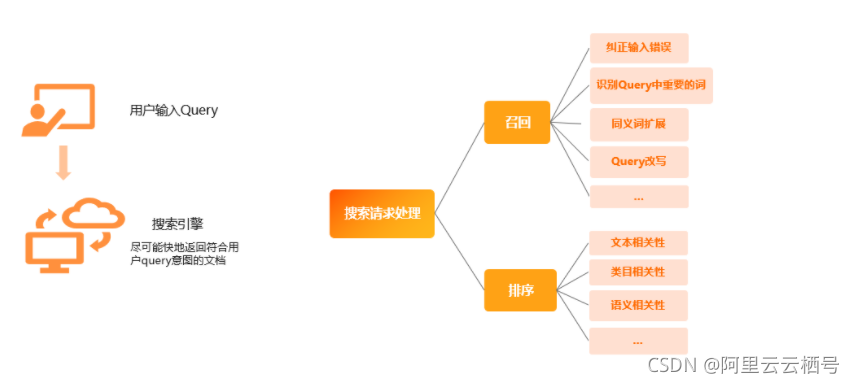 用户输入Query
搜索引擎
尽可能快地返回符合用
户query意图的文档
搜索请求处理
召回
纠正输入错误
识别Query中重要的词
同义词扩展
Query改写
...
排序
文本相关性
类目相关性
语义相关性
...
CSDN @阿里云云栖号